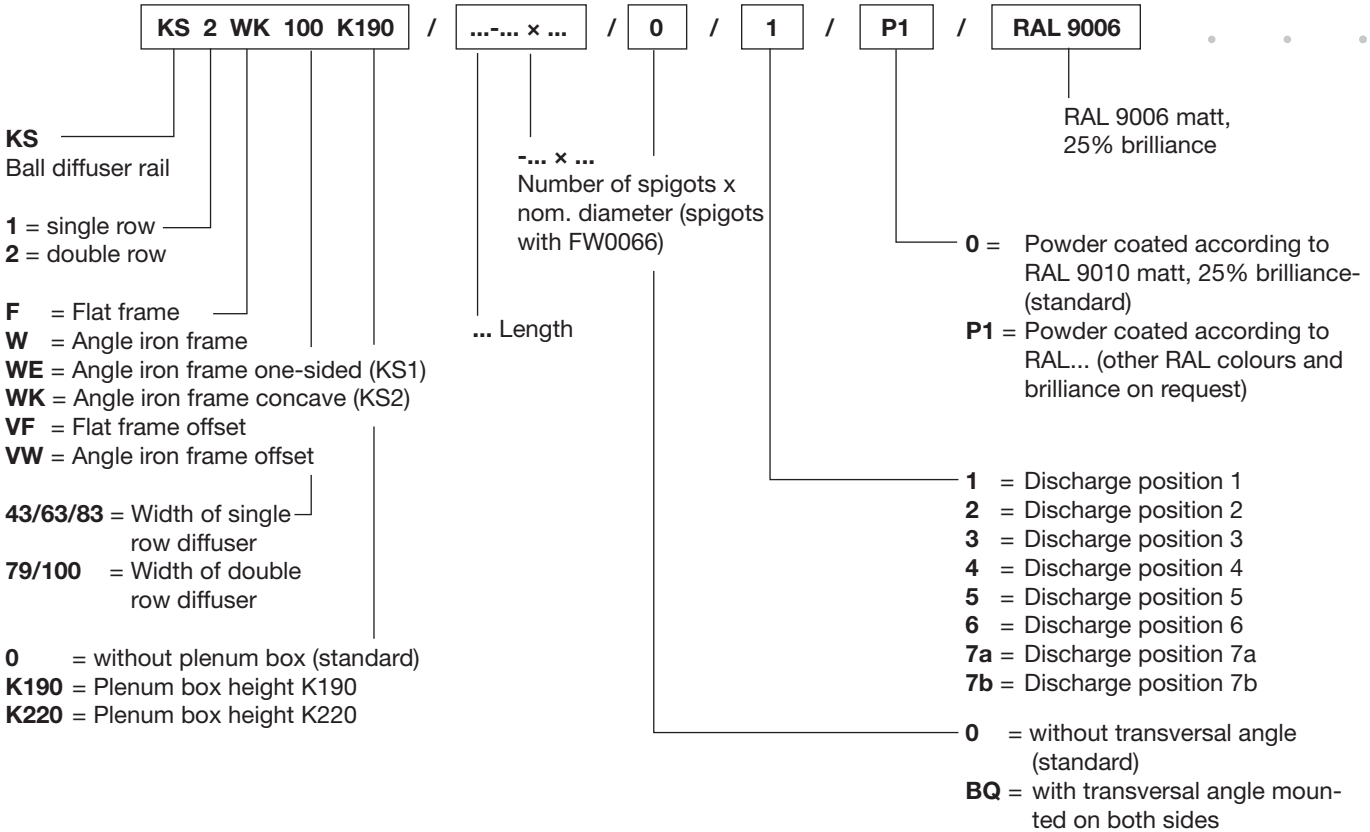 KS 2 WK 100 K190 / ...-... × ... / 0 / 1 / P1 / RAL 9006
KS
Ball diffuser rail
1 = single row
2 = double row
F = Flat frame
W = Angle iron frame
WE = Angle iron frame one-sided (KS1)
WK = Angle iron frame concave (KS2)
VF = Flat frame offset
VW = Angle iron frame offset
43/63/83 = Width of single
row diffuser
79/100 = Width of double
row diffuser
0 = without plenum box (standard)
K190 = Plenum box height K190
K220 = Plenum box height K220
... Length
-... × ...
Number of spigots x
nom. diameter (spigots
with FW0066)
RAL 9006 matt,
25% brilliance
0 = Powder coated according to
RAL 9010 matt, 25% brilliance-
(standard)
P1 = Powder coated according to
RAL... (other RAL colours and
brilliance on request)
1 = Discharge position 1
2 = Discharge position 2
3 = Discharge position 3
4 = Discharge position 4
5 = Discharge position 5
6 = Discharge position 6
7a = Discharge position 7a
7b = Discharge position 7b
0 = without transversal angle
(standard)
BQ = with transversal angle moun-
ted on both sides